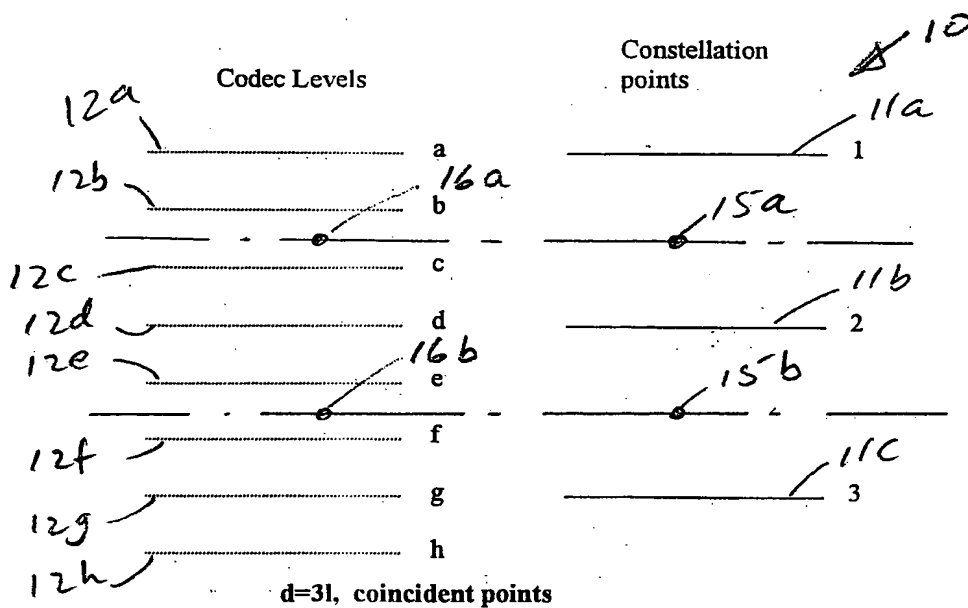 10
Codec Levels
Constellation
points
12a
a
11a
1
12b
b
16a
15a
12c
c
11b
12d
d
2
12e
e
16b
15b
12f
f
11c
12g
g
3
12h
h
d=3l, coincident points